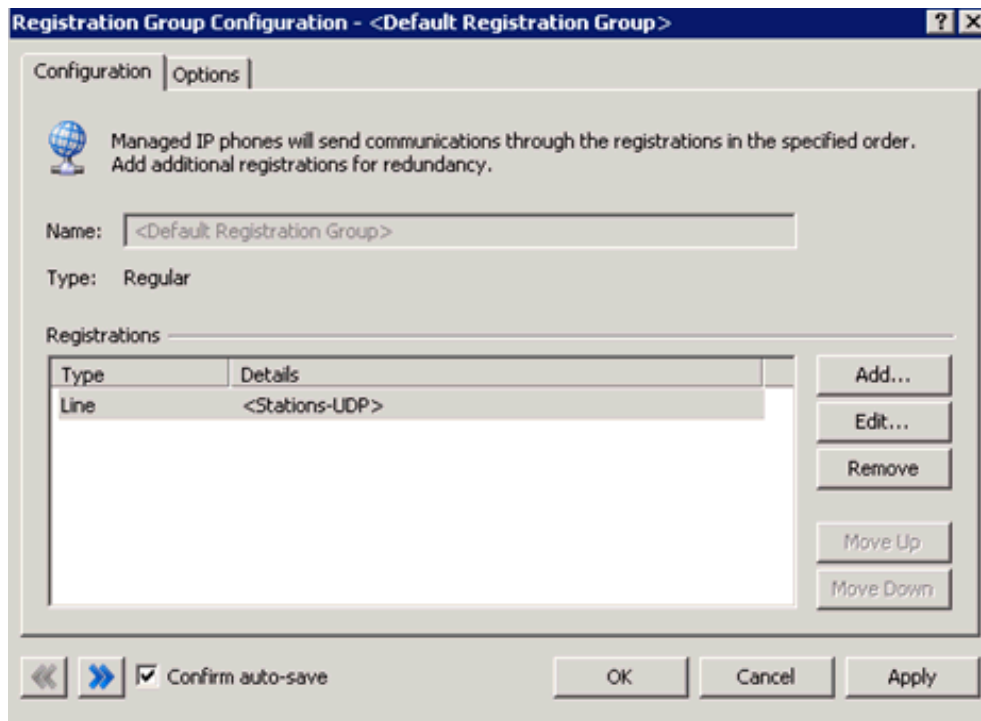 Registration Group Configuration - <Default Registration Group>
Configuration Options
Managed IP phones will send communications through the registrations in the specified order.
Add additional registrations for redundancy.
Name: <Default Registration Group>
Type: Regular
Registrations
Type Details
Line <Stations-UDP>
Add...
Edit...
Remove
Move Up
Move Down
Confirm auto-save OK Cancel Apply